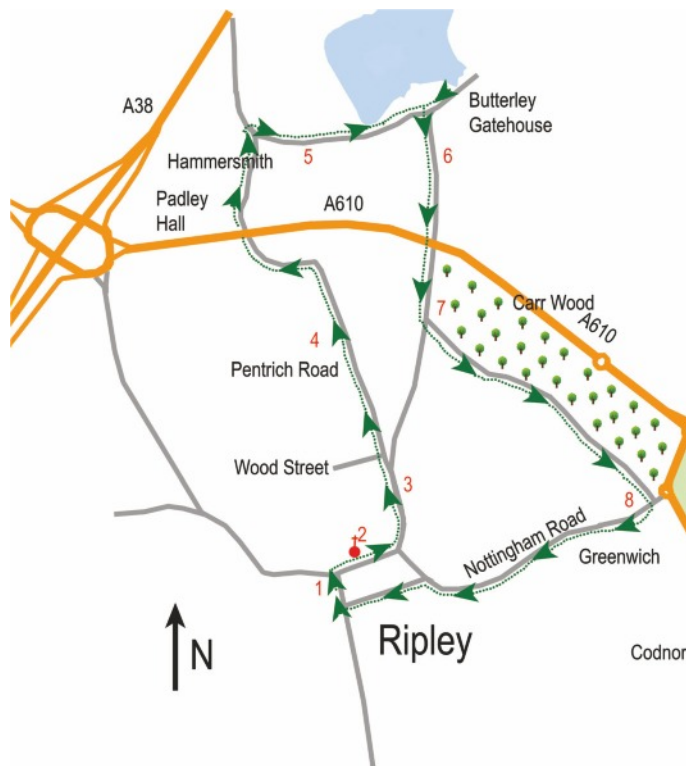 A38
Butterley
Gatehouse
5
6
Hammersmith
Padley
Hall
A610
Carr Wood
7
A610
4
Pentrich Road
Wood Street
3
8
2
Nottingham Road
Greenwich
1
N
Ripley
Codnor